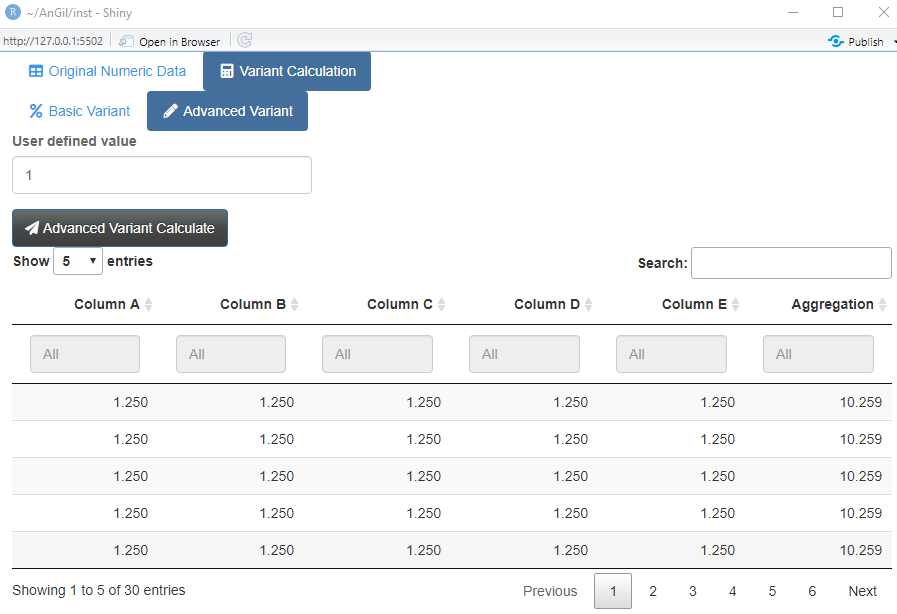 ~/AnGil/inst - Shiny
http://127.0.0.1:5502 Open in Browser Publish
Original Numeric Data Variant Calculation
Basic Variant Advanced Variant
User defined value
1
Advanced Variant Calculate
Show 5 entries Search:
Column A Column B Column C Column D Column E Aggregation
All All All All All All
1.250 1.250 1.250 1.250 1.250 10.259
1.250 1.250 1.250 1.250 1.250 10.259
1.250 1.250 1.250 1.250 1.250 10.259
1.250 1.250 1.250 1.250 1.250 10.259
1.250 1.250 1.250 1.250 1.250 10.259
Showing 1 to 5 of 30 entries Previous 1 2 3 4 5 6 Next